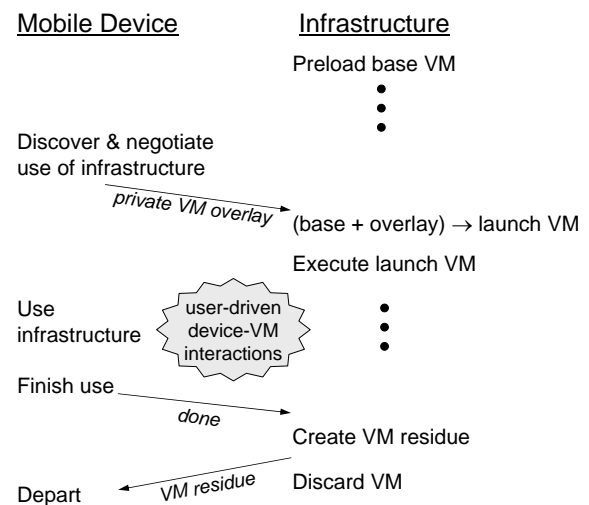 Mobile Device
Infrastructure
Preload base VM
Discover & negotiate
use of infrastructure
private VM overlay
(base + overlay) → launch VM
Execute launch VM
Use
infrastructure
user-driven
device-VM
interactions
Finish use
done
Create VM residue
VM residue
Discard VM
Depart